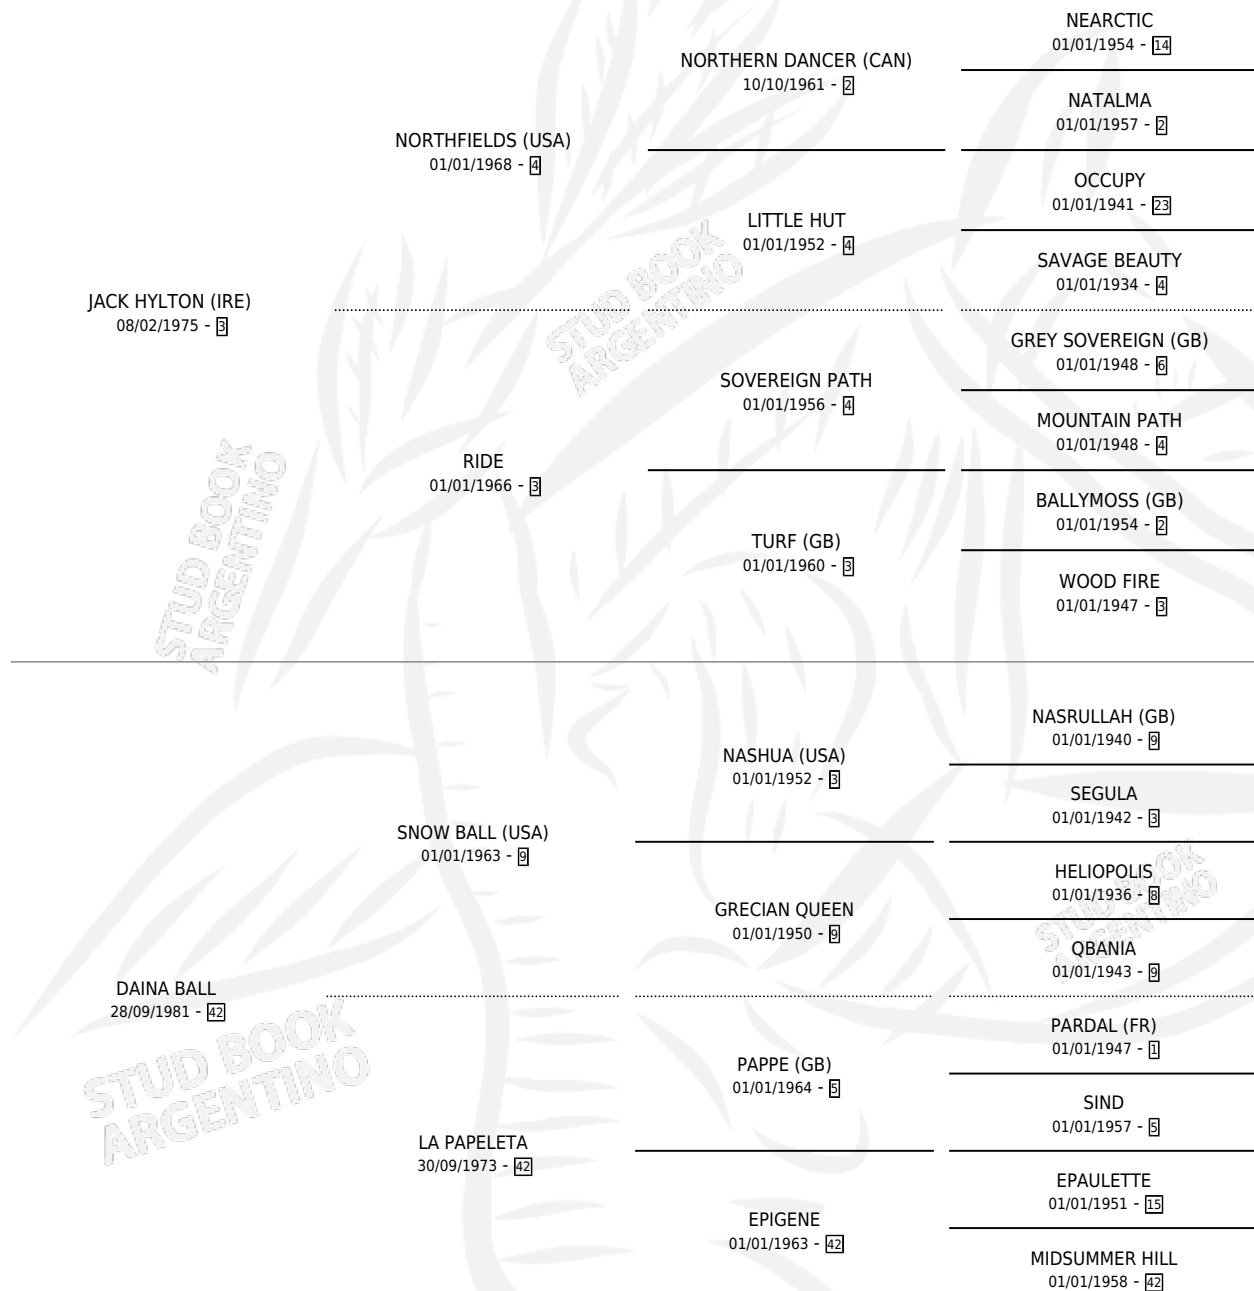 NEARCTIC
01/01/1954 - 14
NORTHERN DANCER (CAN)
10/10/1961 - 2
NATALMA
01/01/1957 - 2
NORTHFIELDS (USA)
01/01/1968 - 4
OCCUPY
01/01/1941 - 23
LITTLE HUT
01/01/1952 - 4
SAVAGE BEAUTY
01/01/1934 - 4
JACK HYLTON (IRE)
08/02/1975 - 3
GREY SOVEREIGN (GB)
01/01/1948 - 6
SOVEREIGN PATH
01/01/1956 - 4
MOUNTAIN PATH
01/01/1948 - 4
RIDE
01/01/1966 - 3
BALLYMOSS (GB)
01/01/1954 - 2
TURF (GB)
01/01/1960 - 3
WOOD FIRE
01/01/1947 - 3
NASRULLAH (GB)
01/01/1940 - 9
NASHUA (USA)
01/01/1952 - 3
SEGULA
01/01/1942 - 3
SNOW BALL (USA)
01/01/1963 - 9
HELIOPOLIS
01/01/1936 - 8
GRECIAN QUEEN
01/01/1950 - 9
QBANIA
01/01/1943 - 9
DAINA BALL
28/09/1981 - 42
PARDAL (FR)
01/01/1947 - 1
PAPPE (GB)
01/01/1964 - 5
SIND
01/01/1957 - 5
LA PAPELETA
30/09/1973 - 42
EPAULETTE
01/01/1951 - 15
EPIGENE
01/01/1963 - 42
MIDSUMMER HILL
01/01/1958 - 42
STUD BOOK
ARGENTINO
STUD BOOK
ARGENTINO
STUD BOOK
ARGENTINO
STUD BOOK
ARGENTINO